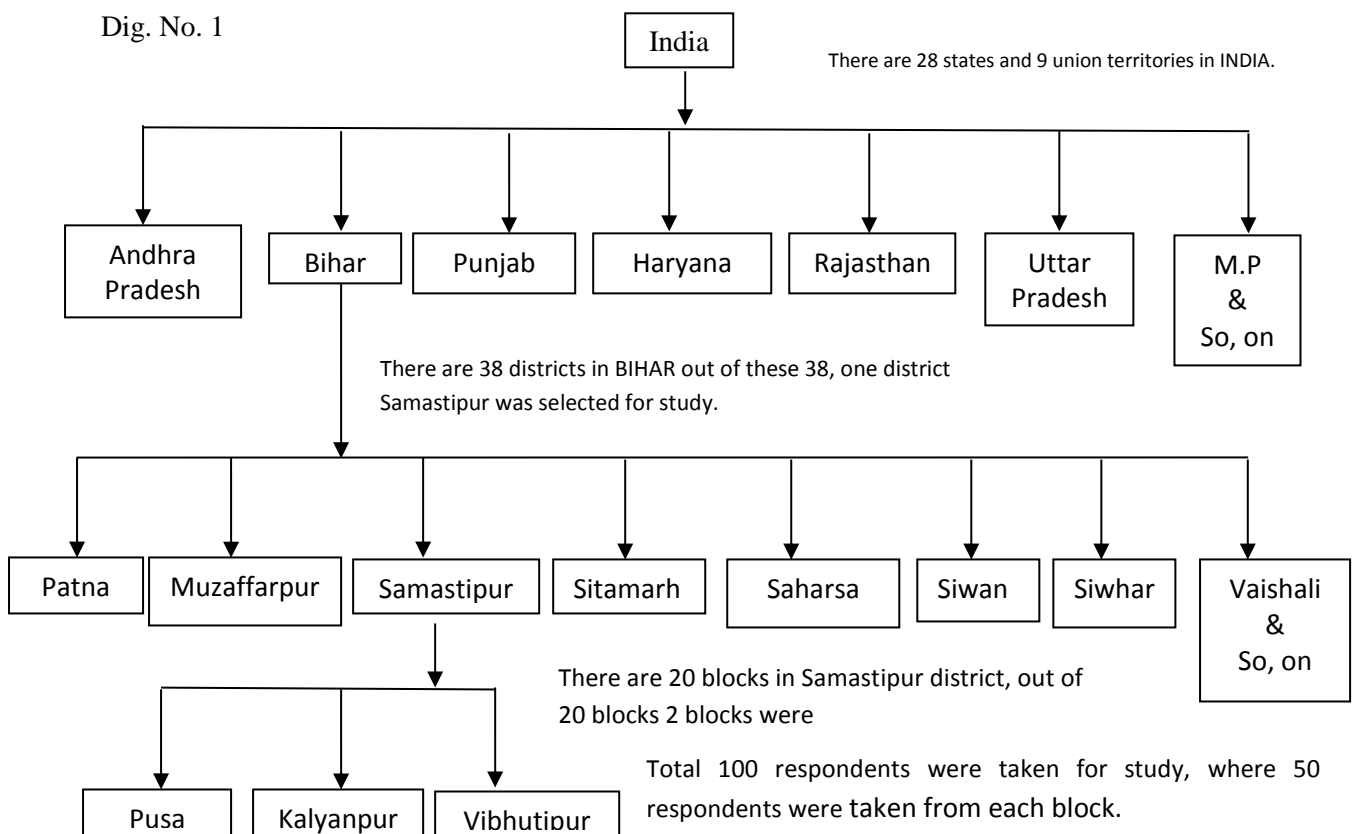 Dig. No. 1
India
There are 28 states and 9 union territories in INDIA.
Andhra
Pradesh
Bihar
Punjab
Haryana
Rajasthan
Uttar
Pradesh
M.P
&
So, on
There are 38 districts in BIHAR out of these 38, one district
Samastipur was selected for study.
Patna
Muzaffarpur
Samastipur
Sitamarh
Saharsa
Siwan
Siwhar
Vaishali
&
So, on
There are 20 blocks in Samastipur district, out of
20 blocks 2 blocks were
Total 100 respondents were taken for study, where 50
respondents were taken from each block.
Pusa
Kalyanpur
Vibhutipur